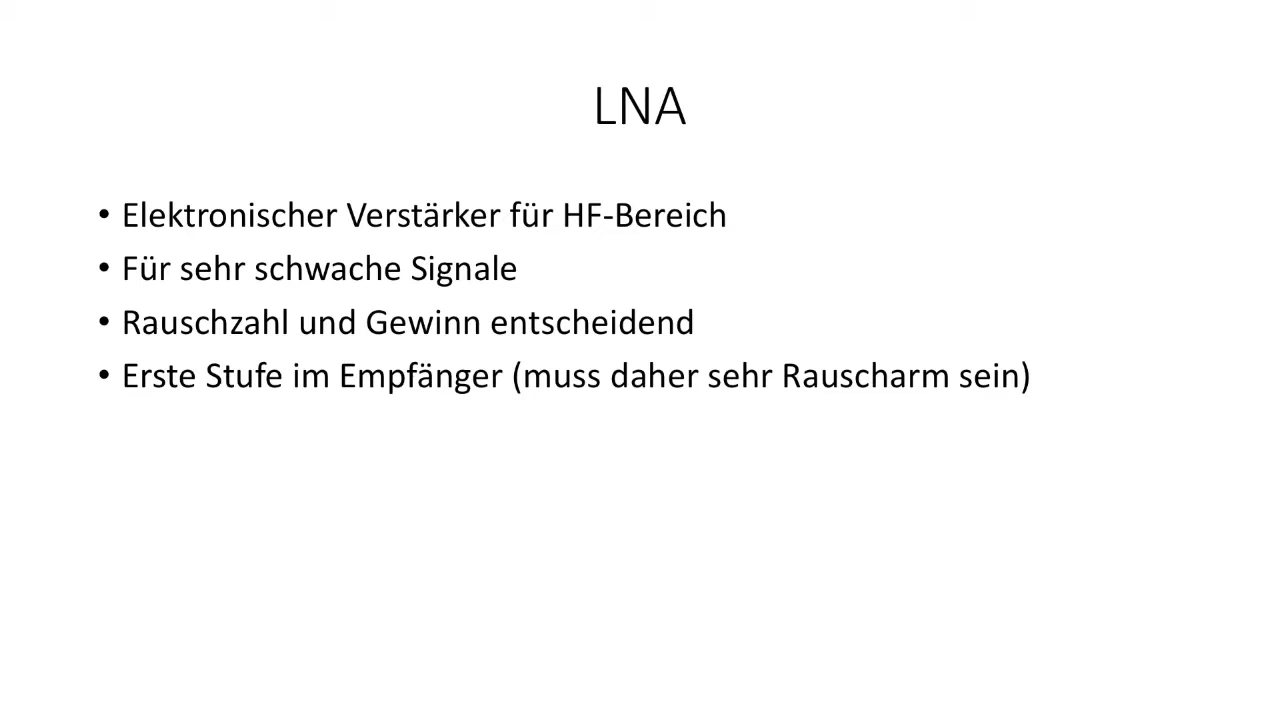 LNA
• Elektronischer Verstärker für HF-Bereich
• Für sehr schwache Signale
• Rauschzahl und Gewinn entscheidend
• Erste Stufe im Empfänger (muss daher sehr Rauscharm sein)